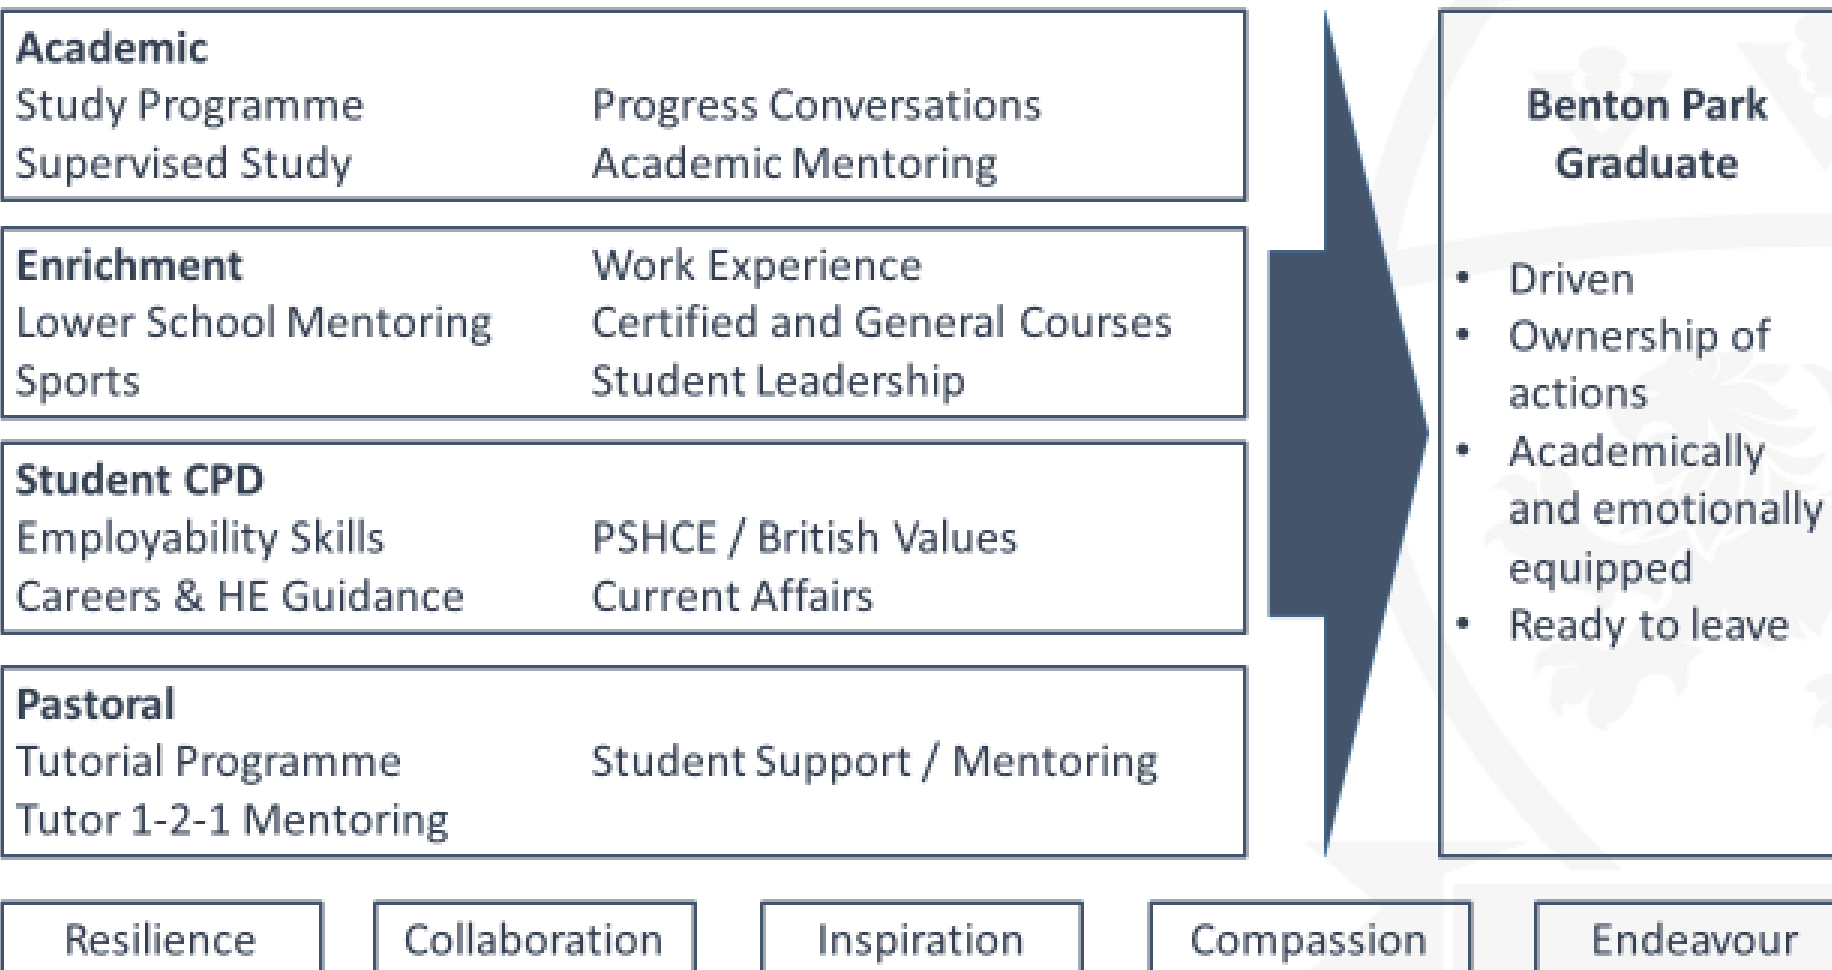 Academic
Study Programme
Progress Conversations
Supervised Study
Academic Mentoring
Enrichment
Work Experience
Lower School Mentoring
Certified and General Courses
Sports
Student Leadership
Student CPD
Employability Skills
PSHCE / British Values
Careers & HE Guidance
Current Affairs
Pastoral
Tutorial Programme
Student Support / Mentoring
Tutor 1-2-1 Mentoring
Benton Park
Graduate
• Driven
• Ownership of
actions
• Academically
and emotionally
equipped
• Ready to leave
Resilience
Collaboration
Inspiration
Compassion
Endeavour